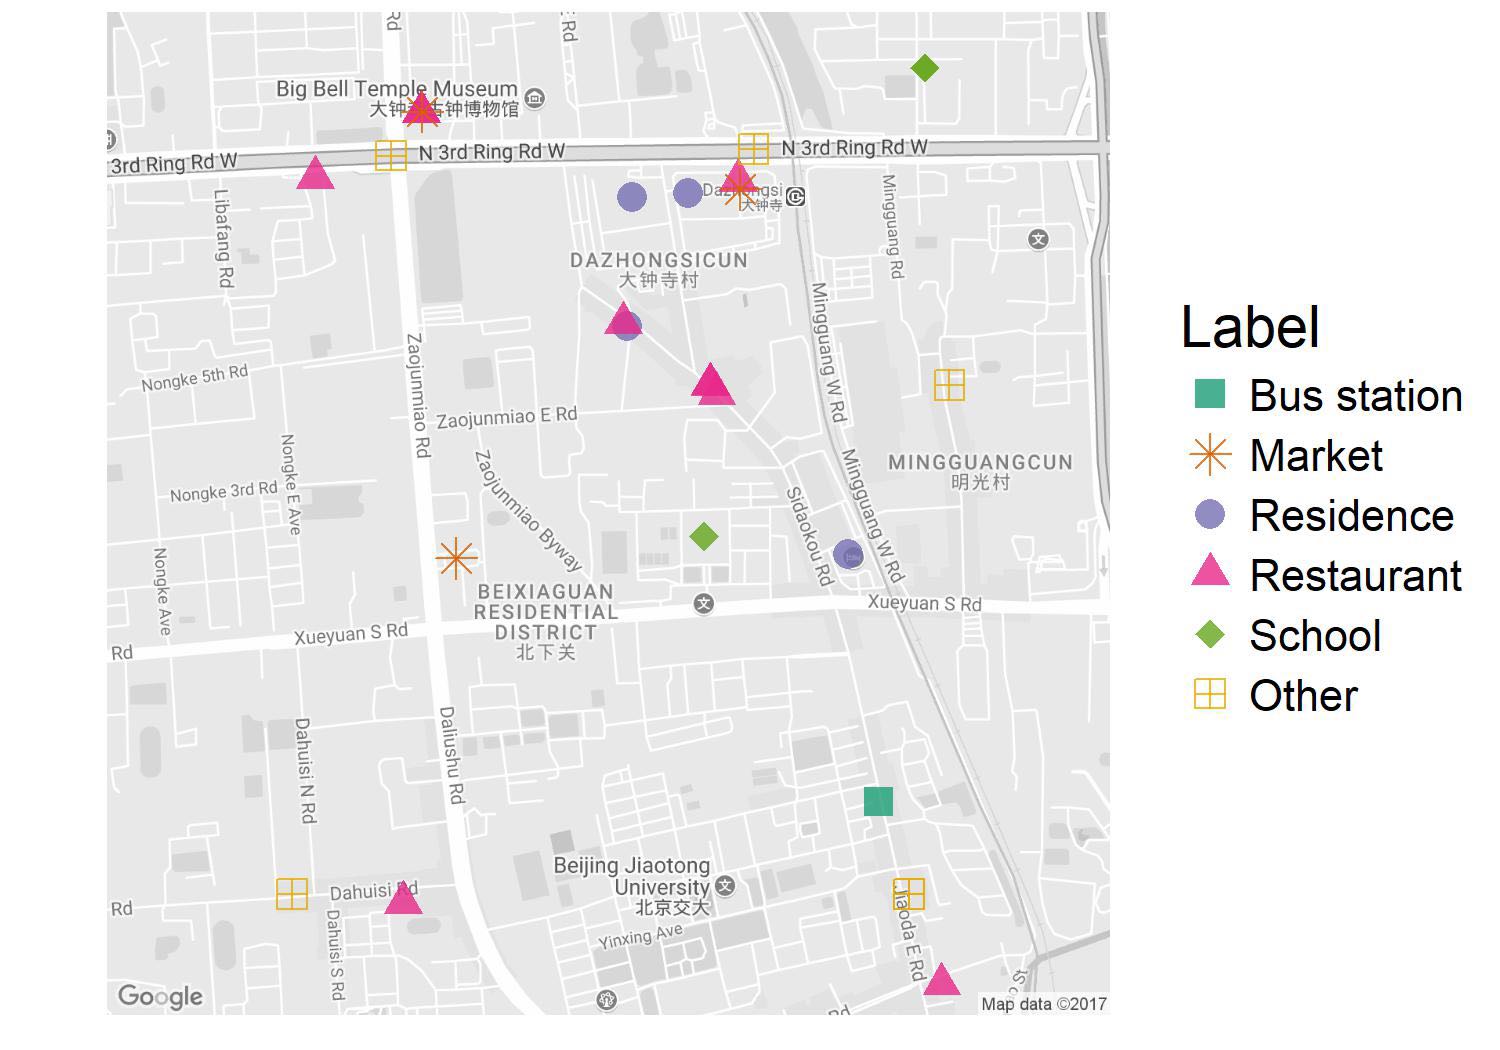 Rd
E Rd
Big Bell Temple Museum
大钟寺古钟博物馆
3rd Ring Rd W
N 3rd Ring Rd W
N 3rd Ring Rd W
Libafang Rd
Dazhongsi
大钟寺
Mingguang Rd
DAZHONGSICUN
大钟寺村
Mingguang W Rd
Zaojunmiao Rd
Nongke 5th Rd
Zaojunmiao E Rd
Nongke E Ave
Zaojunmiao Byway
Mingguang W Rd
MINGGUANGCUN
明光村
Nongke 3rd Rd
Sidaokou Rd
Nongke Ave
BEIXIAGUAN
RESIDENTIAL
DISTRICT
北下关
Xueyuan S Rd
Xueyuan S Rd
Rd
Daliushu Rd
Dahuisi N Rd
Beijing Jiaotong
University
北京交大
Dahuisi Rd
Rd
Jiaoda E Rd
Dahuisi S Rd
Yinxing Ave
Google
Rd
o St
Map data ©2017
Label
Bus station
Market
Residence
Restaurant
School
Other